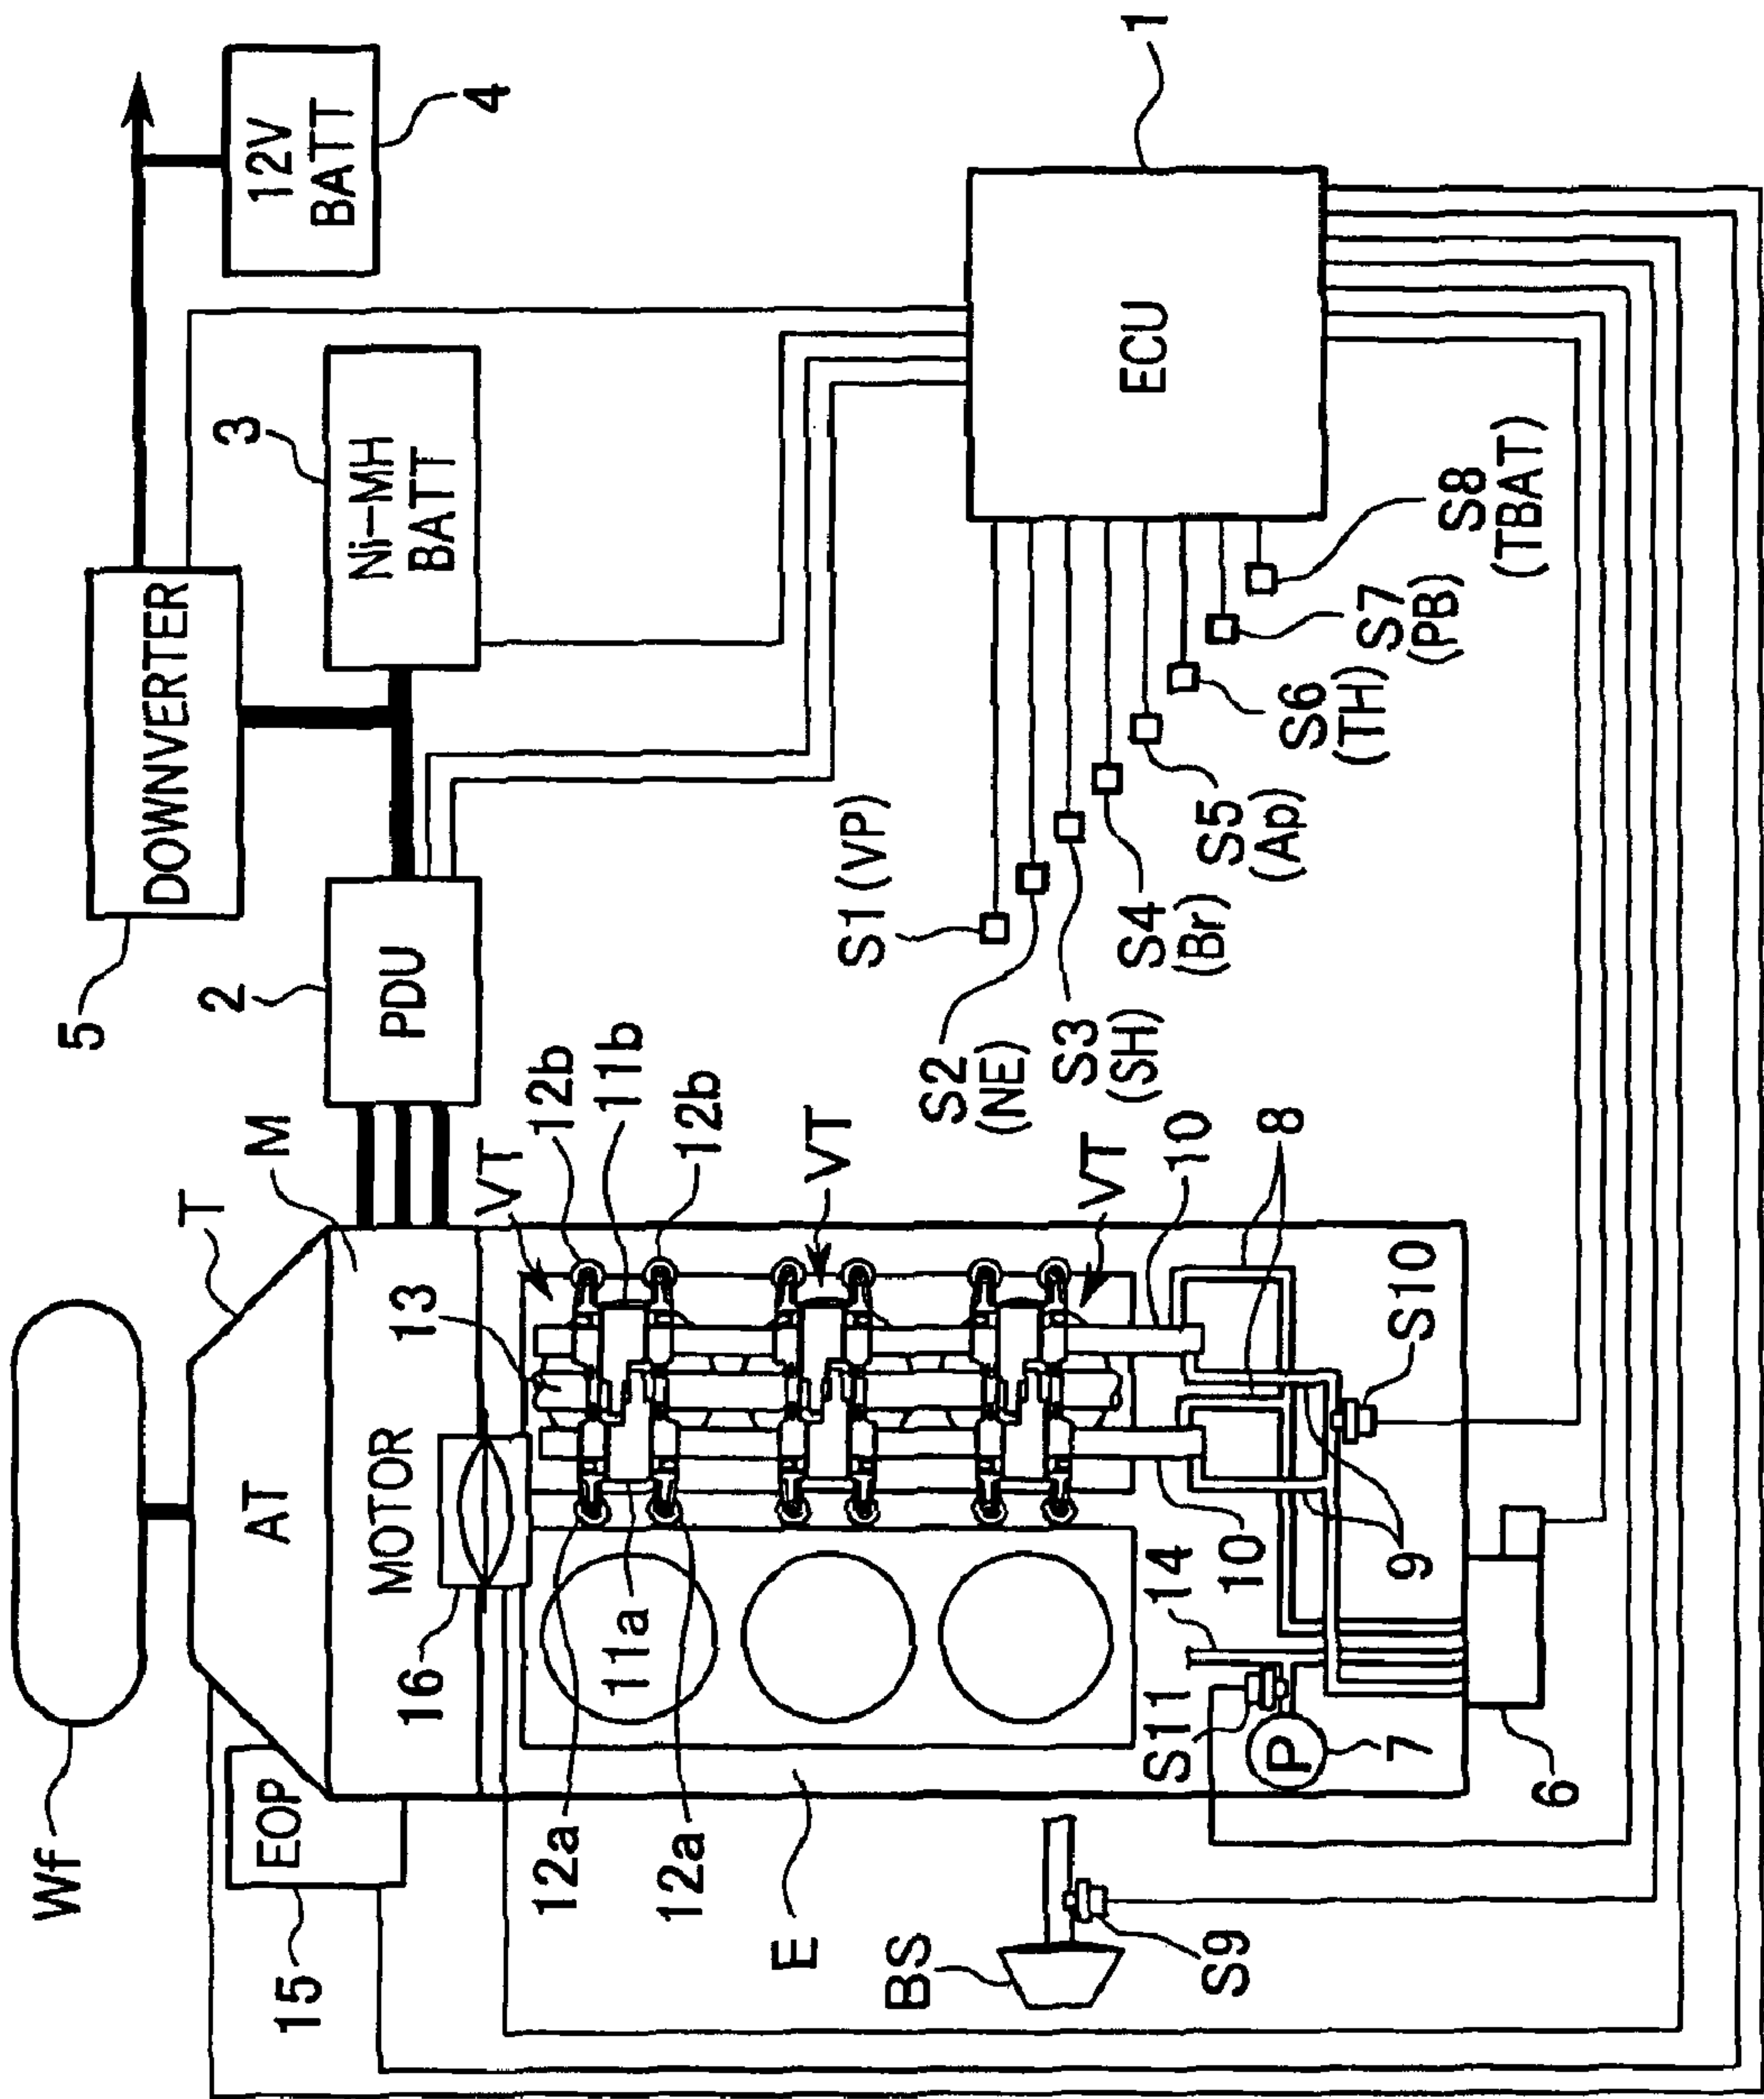 Wf
15
EOP
AT
T
MOTOR
M
16
13
VT
12b
11b
12b
VT
VT
10
8
12a
11a
12a
E
10
9
14
S11
P
7
S10
6
BS
S9
5
DOWNVERTER
2
PDU
3
Ni-MH
BATT
12V
BATT
4
ECU
1
S1 (VP)
S2
(NE)
S3
(SH)
S4
(Br)
S5
(Ap)
S6
(TH)
S7
(PB)
S8
(TBAT)